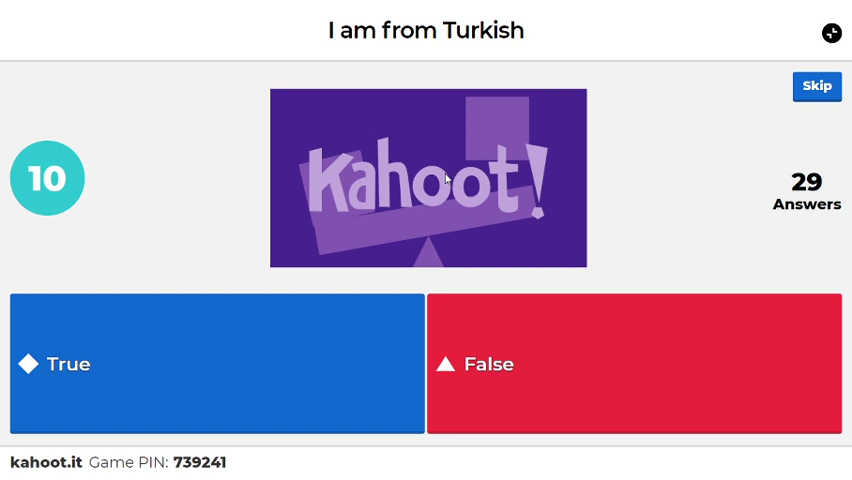 I am from Turkish
Skip
10
Kahoot!
29
Answers
True
False
kahoot.it Game PIN: 739241